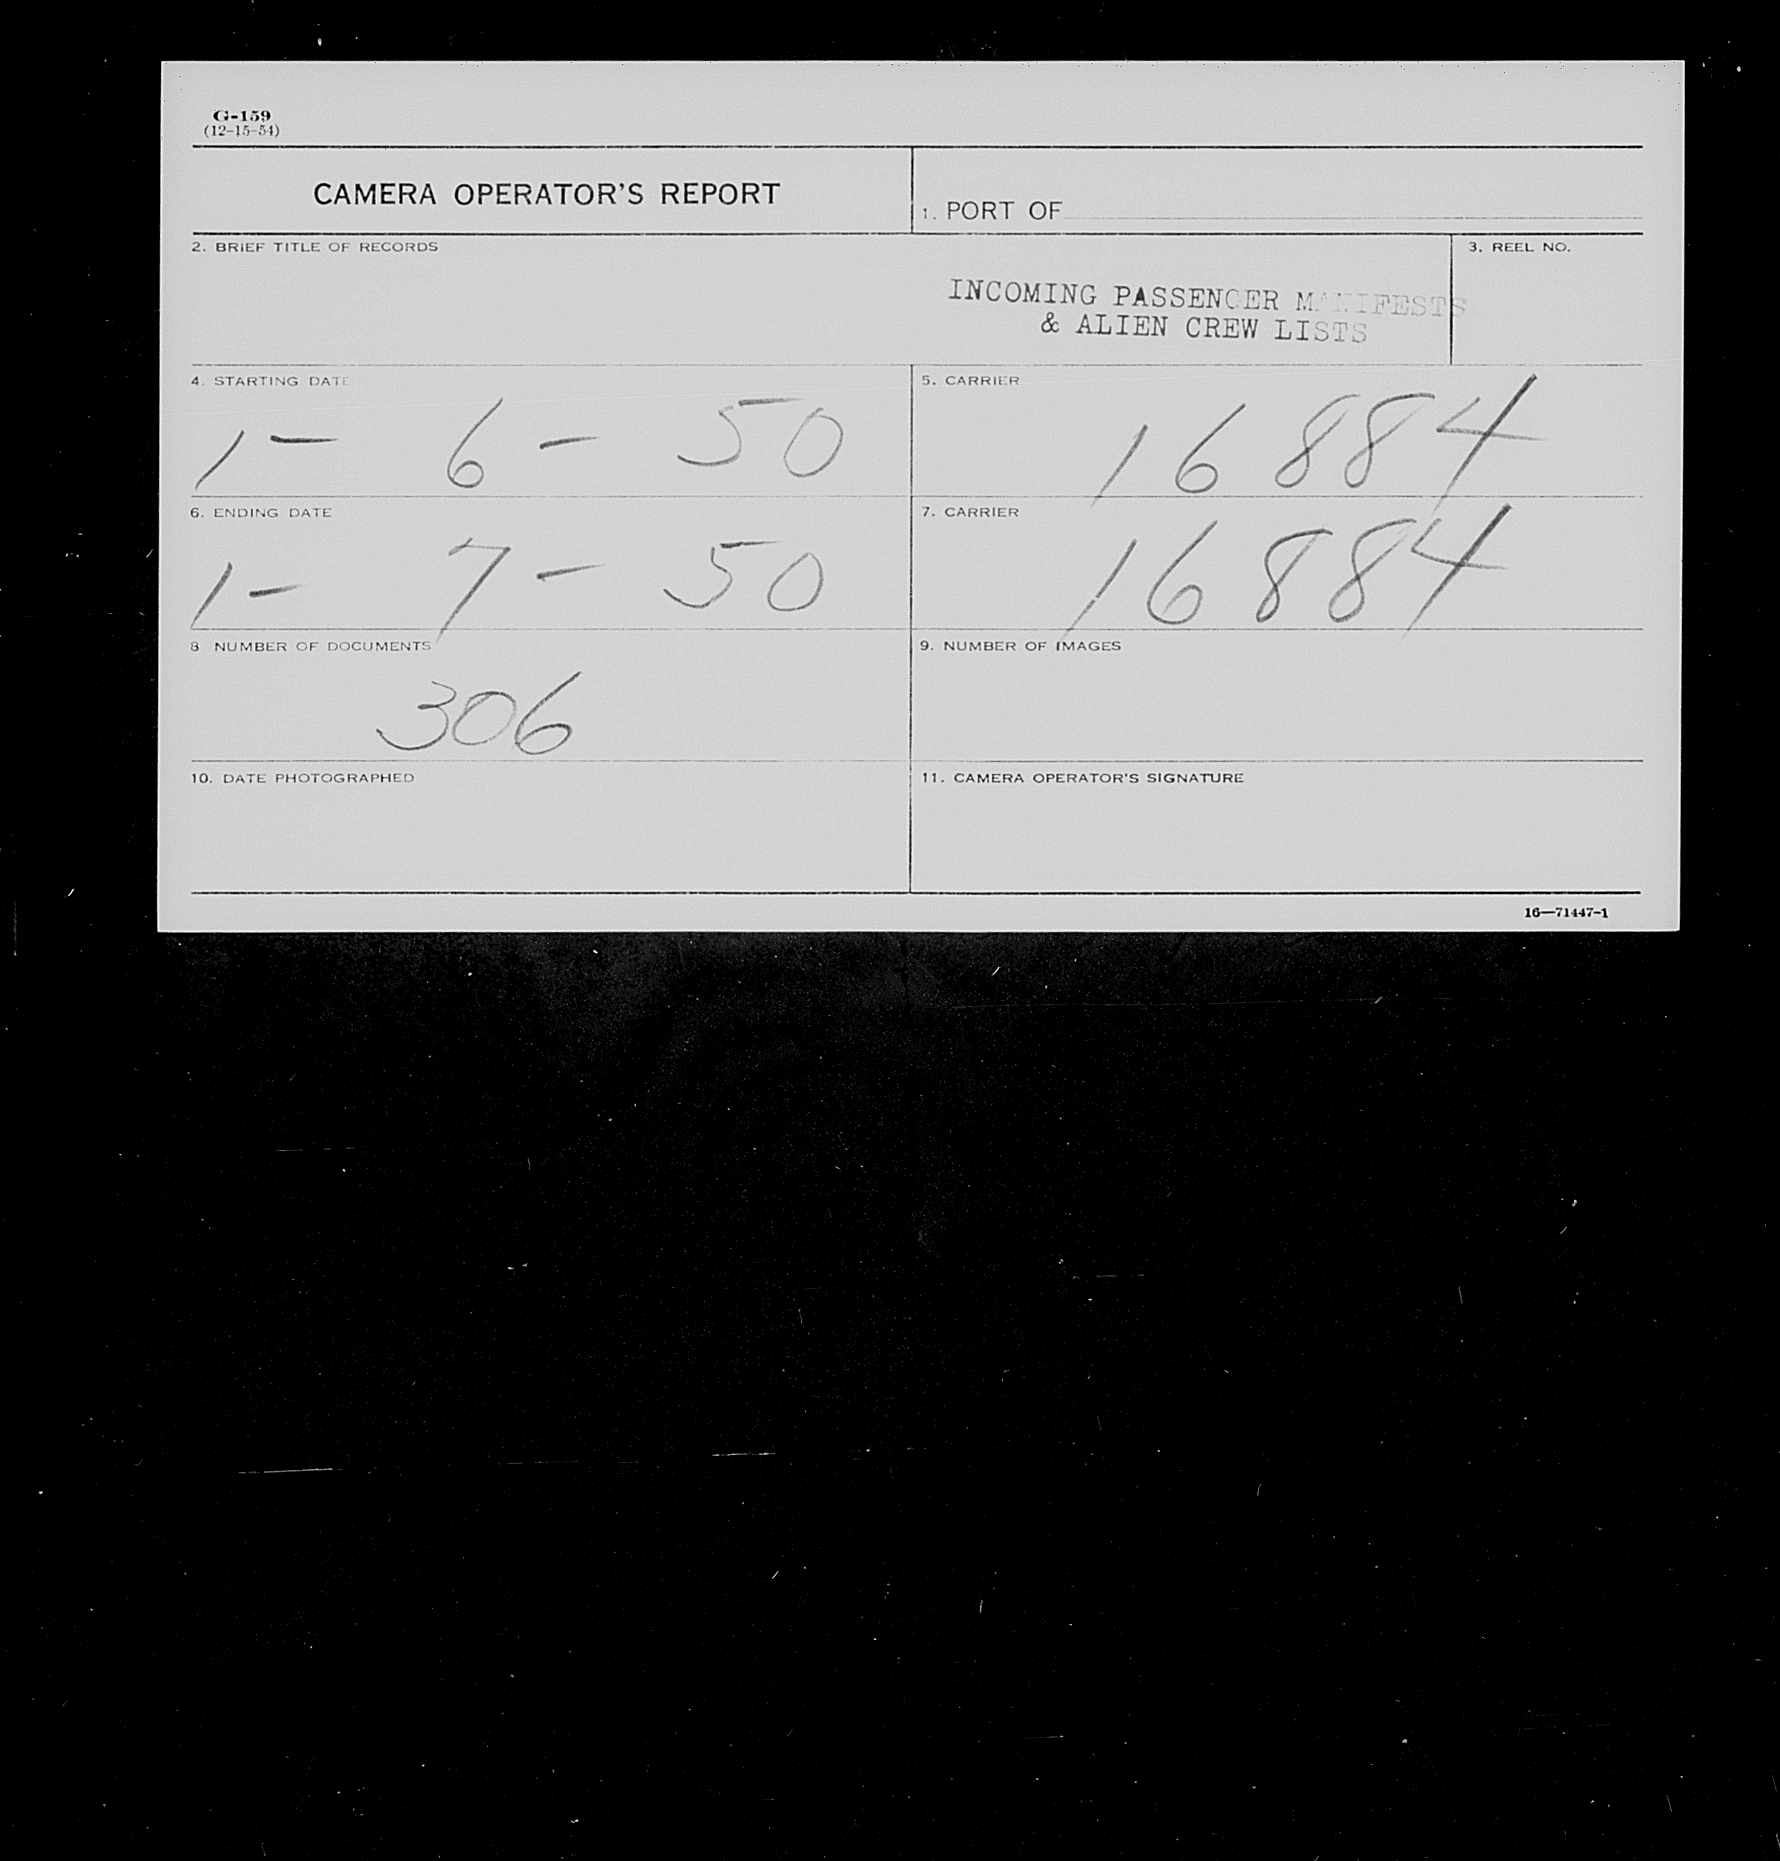 G-159
(12-15-54)
CAMERA OPERATOR'S REPORT
1. PORT OF
2. BRIEF TITLE OF RECORDS
3. REEL NO.
INCOMING PASSENGER MANIFESTS
& ALIEN CREW LISTS
4. STARTING DATE
5. CARRIER
1- 6- 50
16884
6. ENDING DATE
7. CARRIER
1- 7- 50
16884
8 NUMBER OF DOCUMENTS
9. NUMBER OF IMAGES
306
10. DATE PHOTOGRAPHED
11. CAMERA OPERATOR'S SIGNATURE
16—71447-1